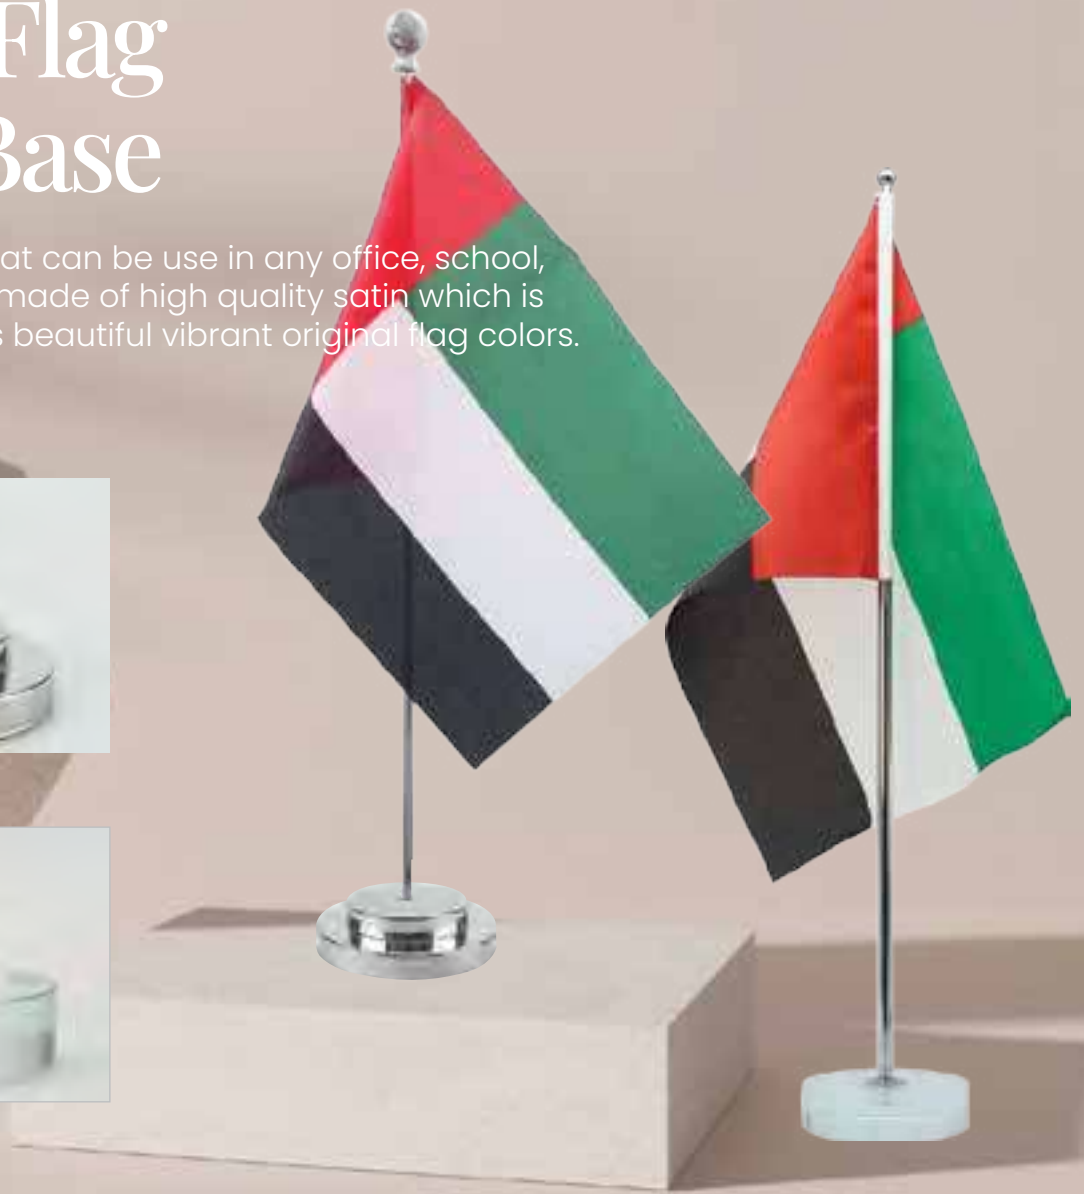 Flag
Base
at can be use in any office, school,
made of high quality satin which is
s beautiful vibrant original flag colors.